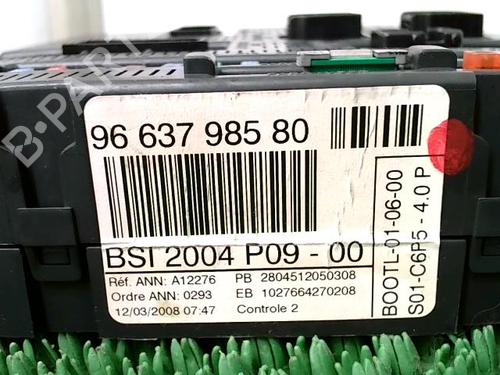 96 637 985 80
BSI 2004 P09 - 00
Réf. ANN: A12276 PB 2804512050308
Ordre ANN: 0293 EB 1027664270208
12/03/2008 07:47 Controle 2
BOOTL-01-06-00
S01-C6P5 - 4.0 P
B-PARTS